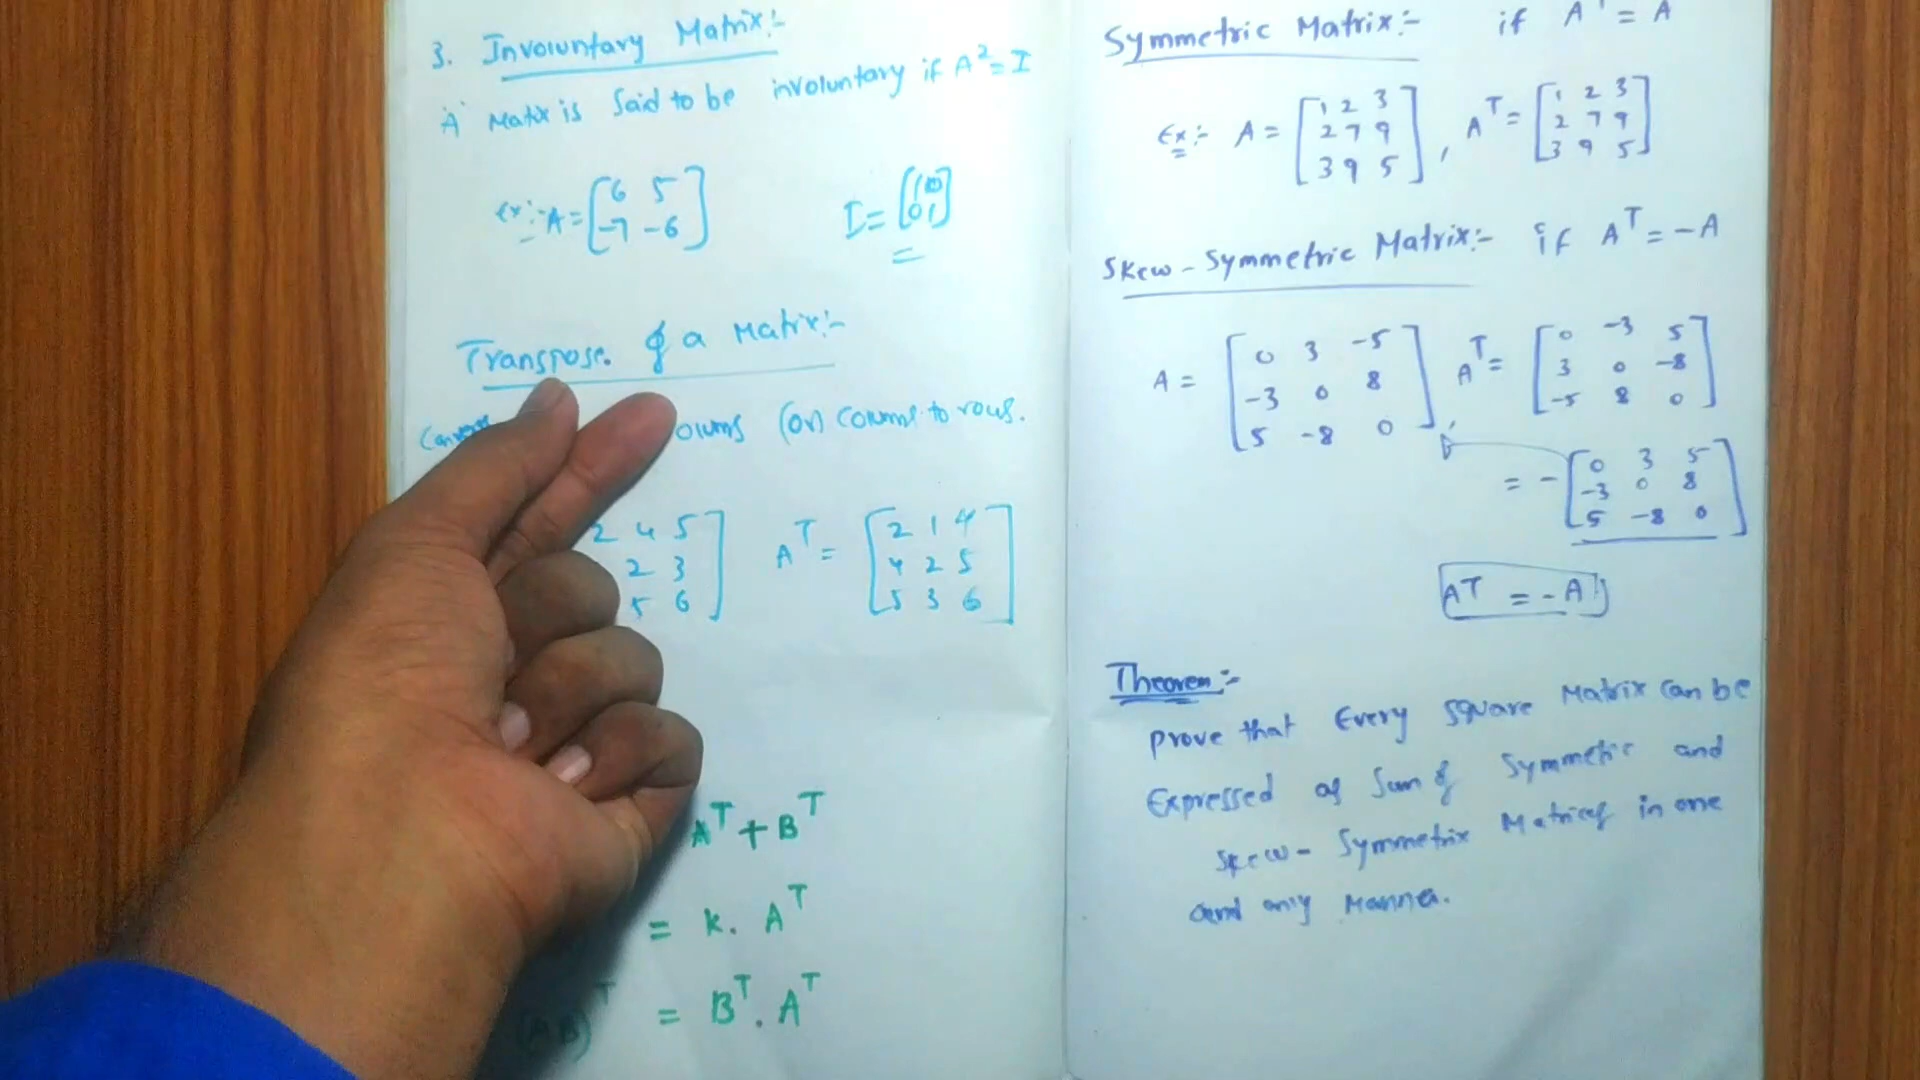 3. Involuntary Matrix:-
A Matix is Said to be involuntary if A² = I
ex:- A = [6 5
-7 -6]
I = [1 0
0 1]
Transpose of a Matrix:-
olums (or) Colums to rows.
2 4 5
2 3
5 6]
Aᵀ = [2 1 4
4 2 5
5 3 6]
Aᵀ + Bᵀ
= k. Aᵀ
(AB)ᵀ = Bᵀ. Aᵀ
Symmetric Matrix:- if Aᵀ = A
Ex:- A = [1 2 3
2 7 9
3 9 5]
, Aᵀ = [1 2 3
2 7 9
3 9 5]
Skew - Symmetric Matrix:- if Aᵀ = -A
A = [0 3 -5
-3 0 8
5 -8 0]
, Aᵀ = [0 -3 5
3 0 -8
-5 8 0]
= - [0 3 5
-3 0 8
5 -8 0]
Aᵀ = -A
Theorem:-
prove that Every square Matrix can be
Expressed as Sum of Symmetric and
Skew - Symmetrix Matrices in one
and only Manner.